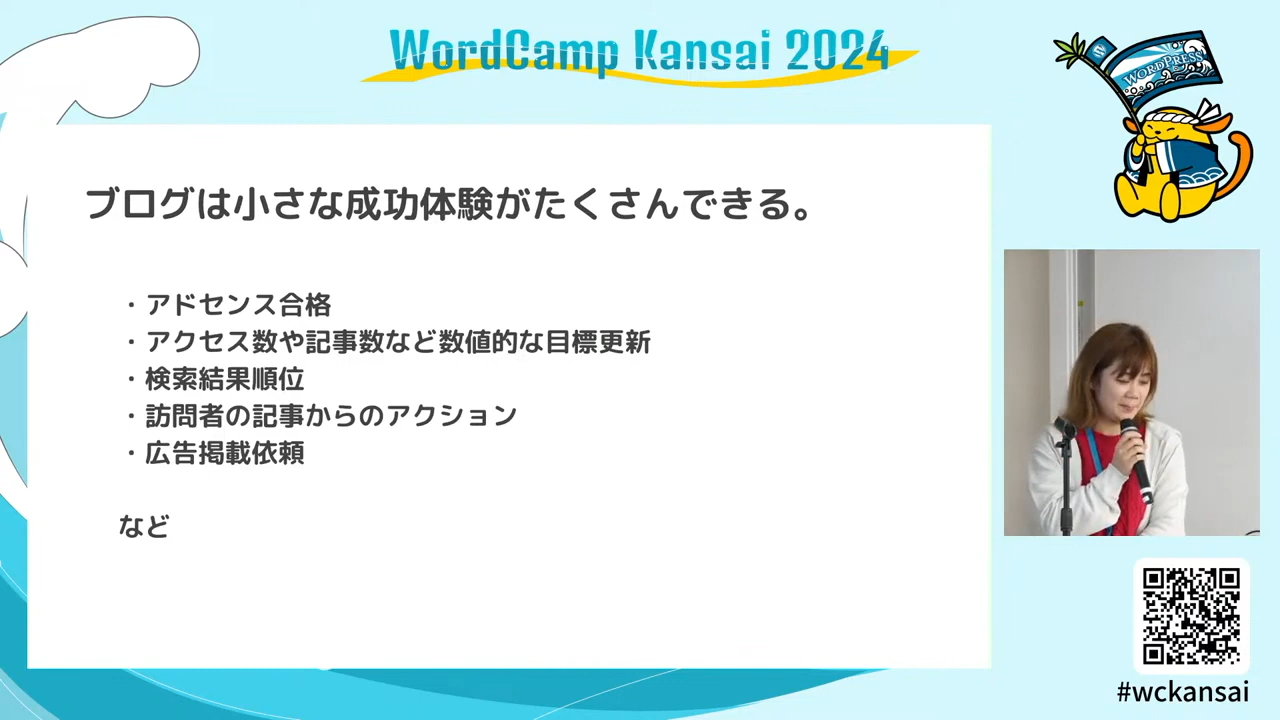 WordCamp Kansai 2024
WORDPRESS
ブログは小さな成功体験がたくさんできる。
・アドセンス合格
・アクセス数や記事数など数値的な目標更新
・検索結果順位
・訪問者の記事からのアクション
・広告掲載依頼
など
#wckansai